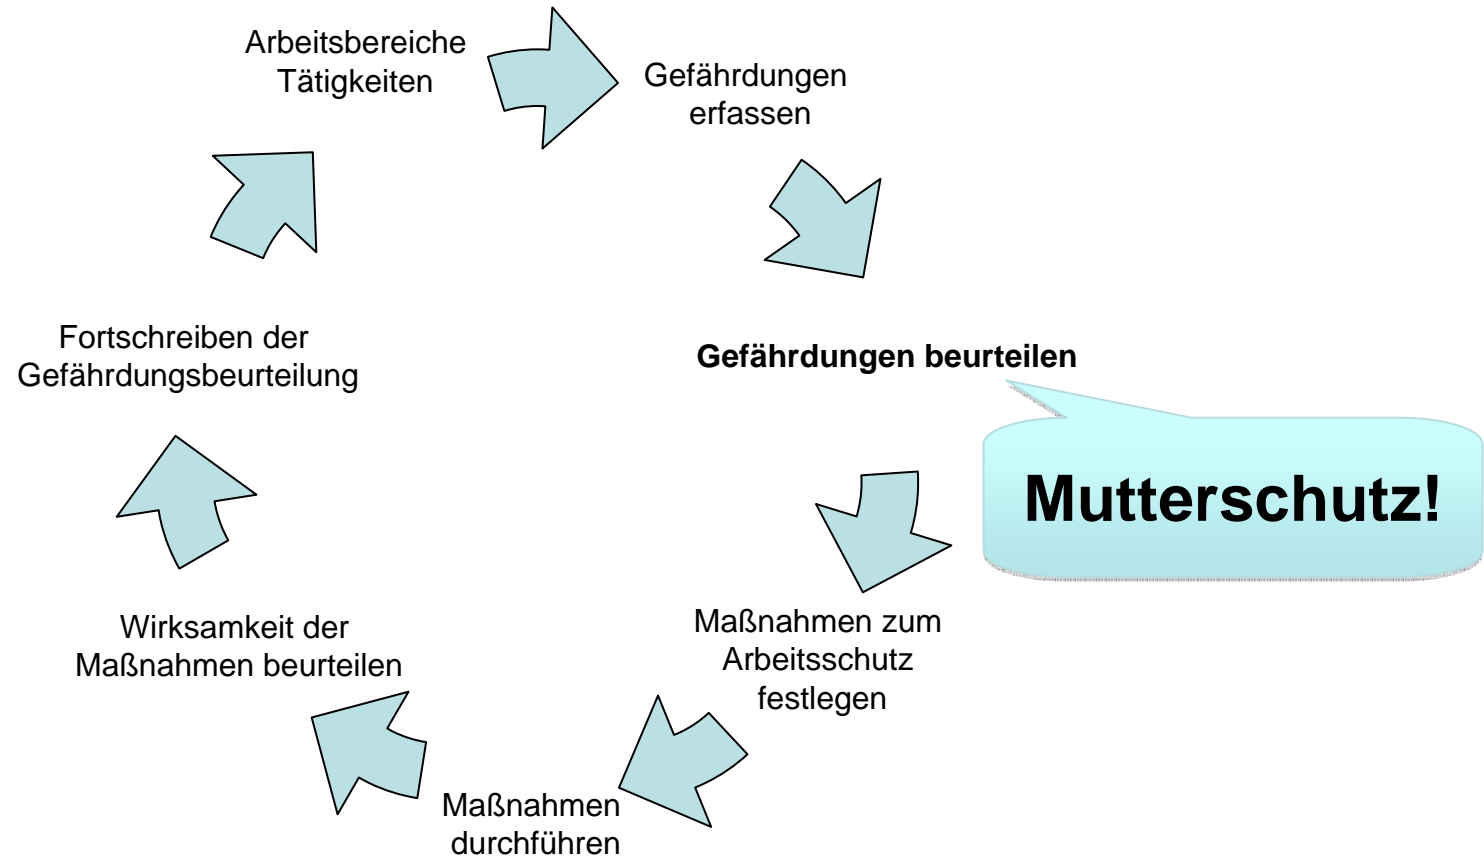 Arbeitsbereiche
Tätigkeiten
Gefährdungen
erfassen
Gefährdungen beurteilen
Mutterschutz!
Maßnahmen zum
Arbeitsschutz
festlegen
Maßnahmen
durchführen
Wirksamkeit der
Maßnahmen beurteilen
Fortschreiben der
Gefährdungsbeurteilung